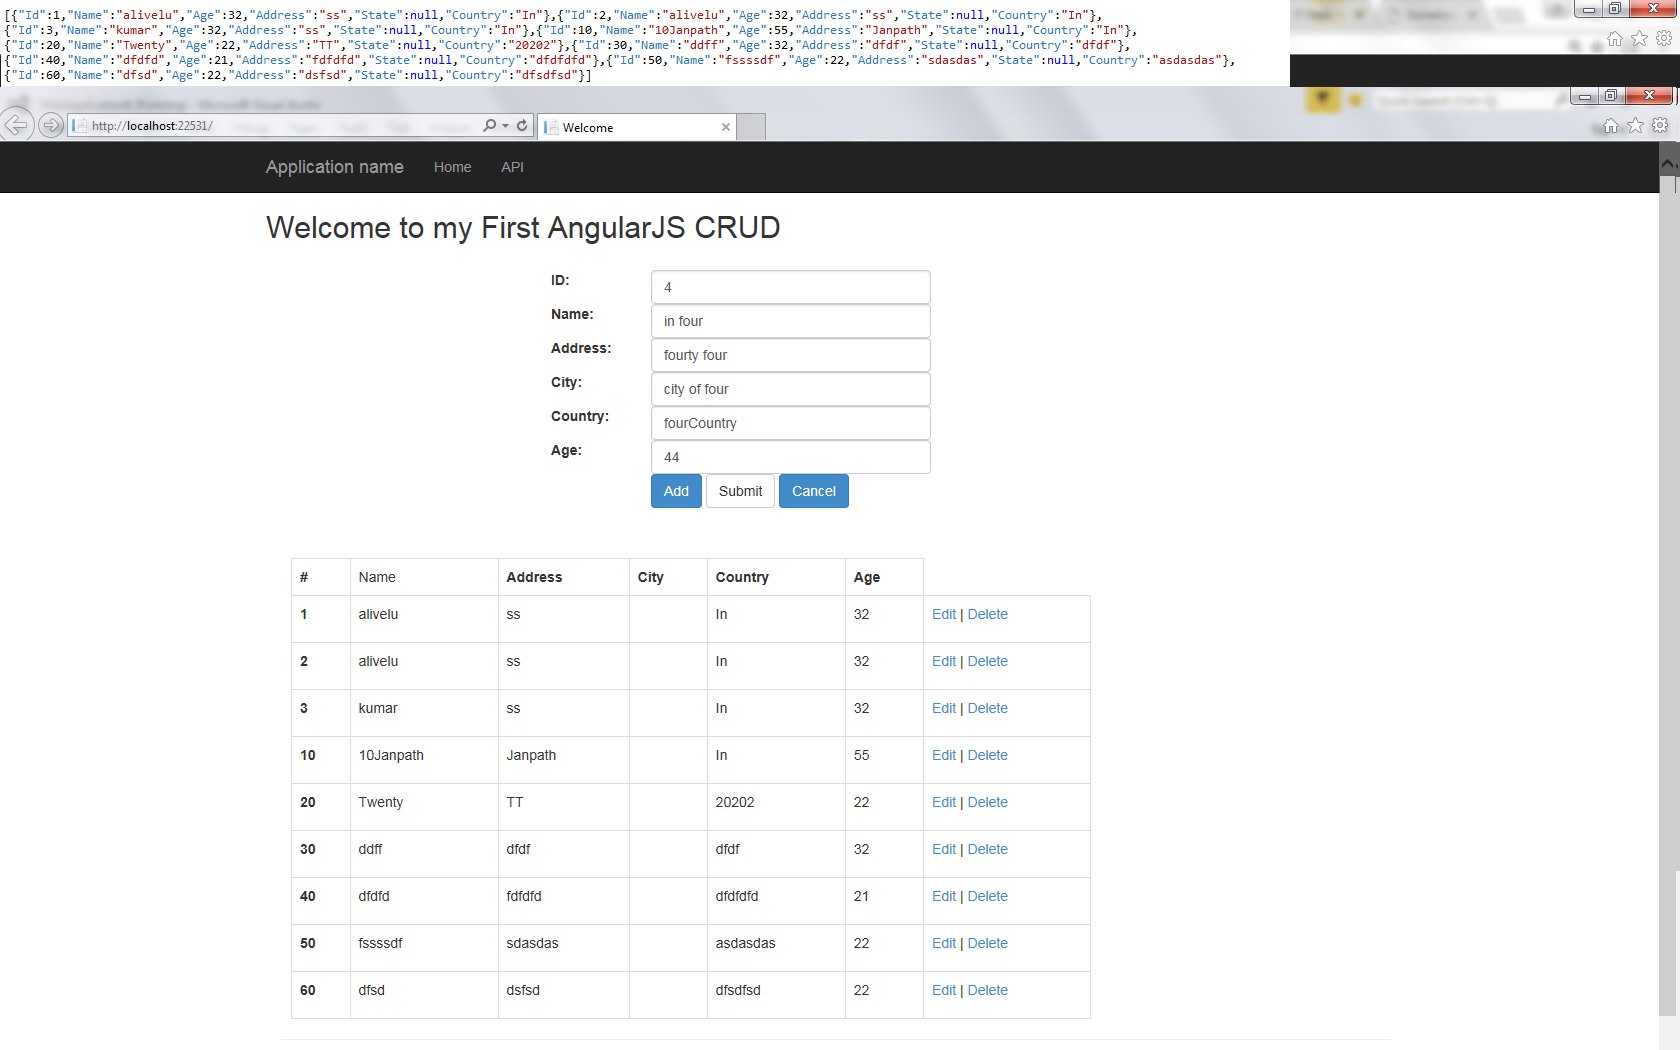 [{"Id":1,"Name":"alivelu","Age":32,"Address":"ss","State":null,"Country":"In"},{"Id":2,"Name":"alivelu","Age":32,"Address":"ss","State":null,"Country":"In"},
{"Id":3,"Name":"kumar","Age":32,"Address":"ss","State":null,"Country":"In"},{"Id":10,"Name":"10Janpath","Age":55,"Address":"Janpath","State":null,"Country":"In"},
{"Id":20,"Name":"Twenty","Age":22,"Address":"TT","State":null,"Country":"20202"},{"Id":30,"Name":"ddff","Age":32,"Address":"dfdf","State":null,"Country":"dfdf"},
{"Id":40,"Name":"dfdfd","Age":21,"Address":"fdfdfd","State":null,"Country":"dfdfdfd"},{"Id":50,"Name":"fssssdf","Age":22,"Address":"sdasdas","State":null,"Country":"asdasdas"},
{"Id":60,"Name":"dfsd","Age":22,"Address":"dsfsd","State":null,"Country":"dfsdfsd"}]
http://localhost:22531/ Welcome
Application name Home API
Welcome to my First AngularJS CRUD
ID: 4
Name: in four
Address: fourty four
City: city of four
Country: fourCountry
Age: 44
Add Submit Cancel
# Name Address City Country Age
1 alivelu ss In 32 Edit | Delete
2 alivelu ss In 32 Edit | Delete
3 kumar ss In 32 Edit | Delete
10 10Janpath Janpath In 55 Edit | Delete
20 Twenty TT 20202 22 Edit | Delete
30 ddff dfdf dfdf 32 Edit | Delete
40 dfdfd fdfdfd dfdfdfd 21 Edit | Delete
50 fssssdf sdasdas asdasdas 22 Edit | Delete
60 dfsd dsfsd dfsdfsd 22 Edit | Delete